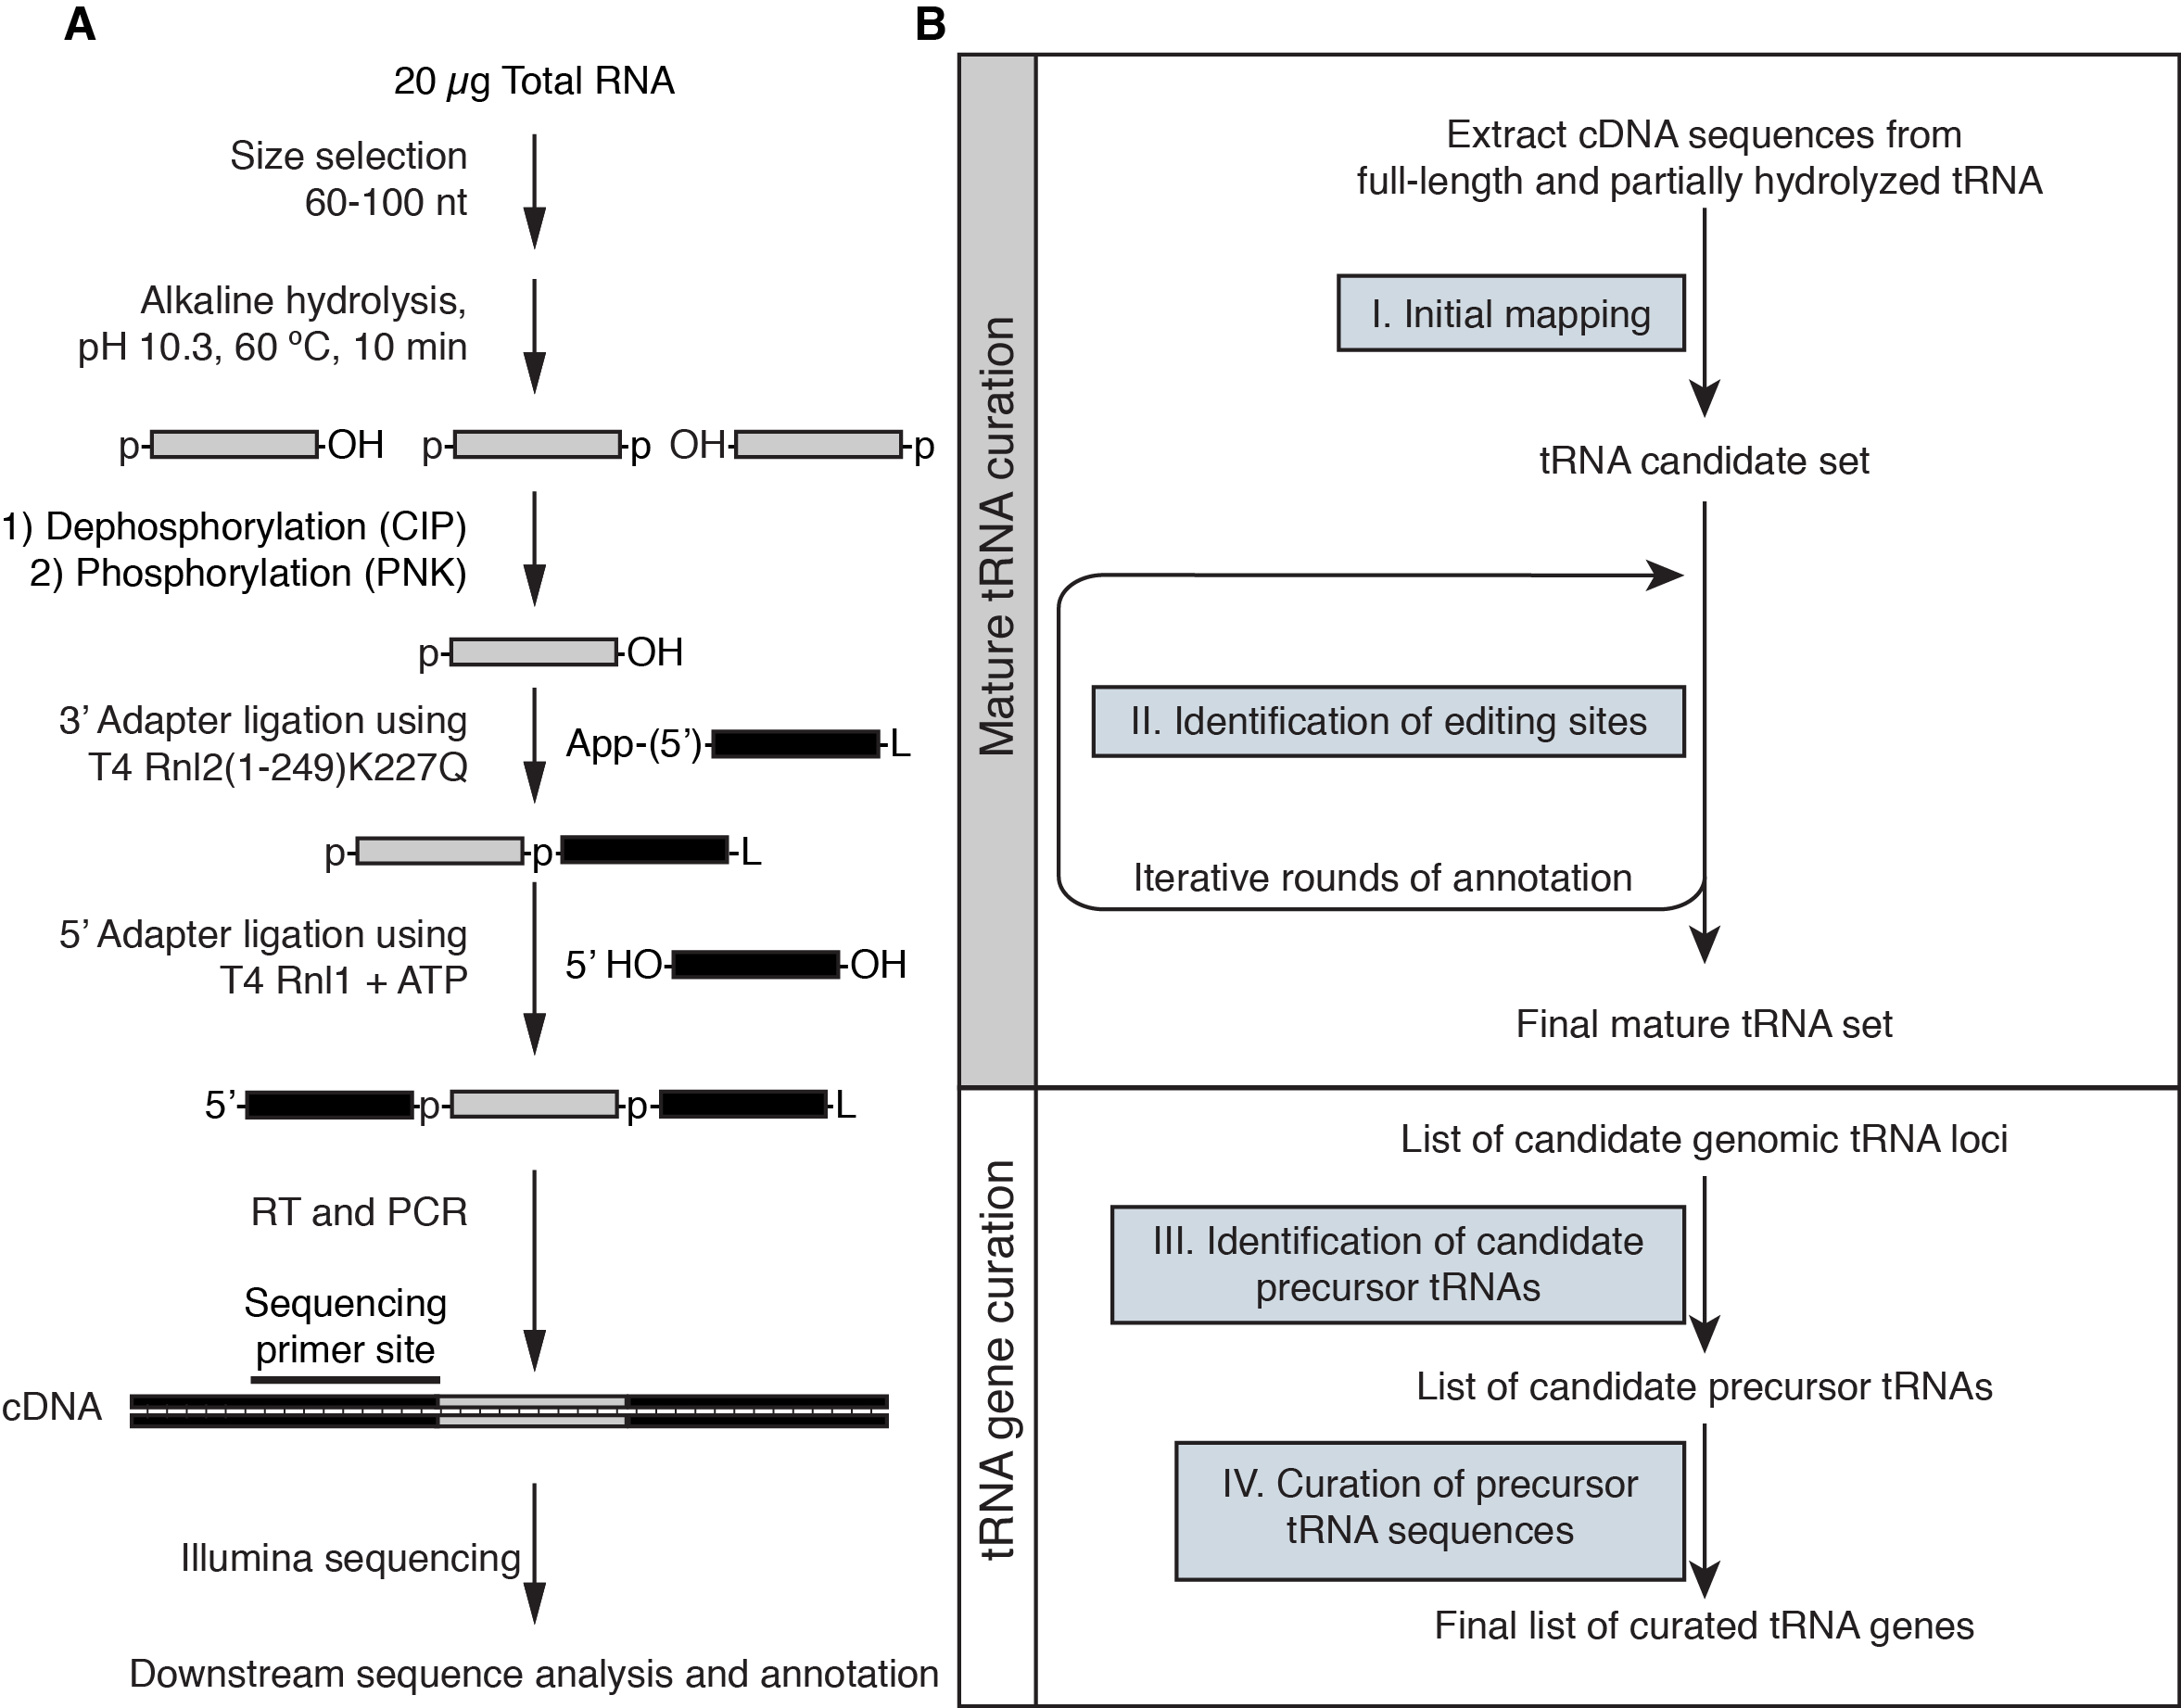 A
20 µg Total RNA
Size selection
60-100 nt
Alkaline hydrolysis,
pH 10.3, 60 ºC, 10 min
p OH p p OH p
1) Dephosphorylation (CIP)
2) Phosphorylation (PNK)
p OH
3’ Adapter ligation using
T4 Rnl2(1-249)K227Q
App-(5’) L
p p L
5’ Adapter ligation using
T4 Rnl1 + ATP
5’ HO OH
5’ p p L
RT and PCR
Sequencing
primer site
cDNA
Illumina sequencing
Downstream sequence analysis and annotation
B
Mature tRNA curation
Extract cDNA sequences from
full-length and partially hydrolyzed tRNA
I. Initial mapping
tRNA candidate set
II. Identification of editing sites
Iterative rounds of annotation
Final mature tRNA set
tRNA gene curation
List of candidate genomic tRNA loci
III. Identification of candidate
precursor tRNAs
List of candidate precursor tRNAs
IV. Curation of precursor
tRNA sequences
Final list of curated tRNA genes